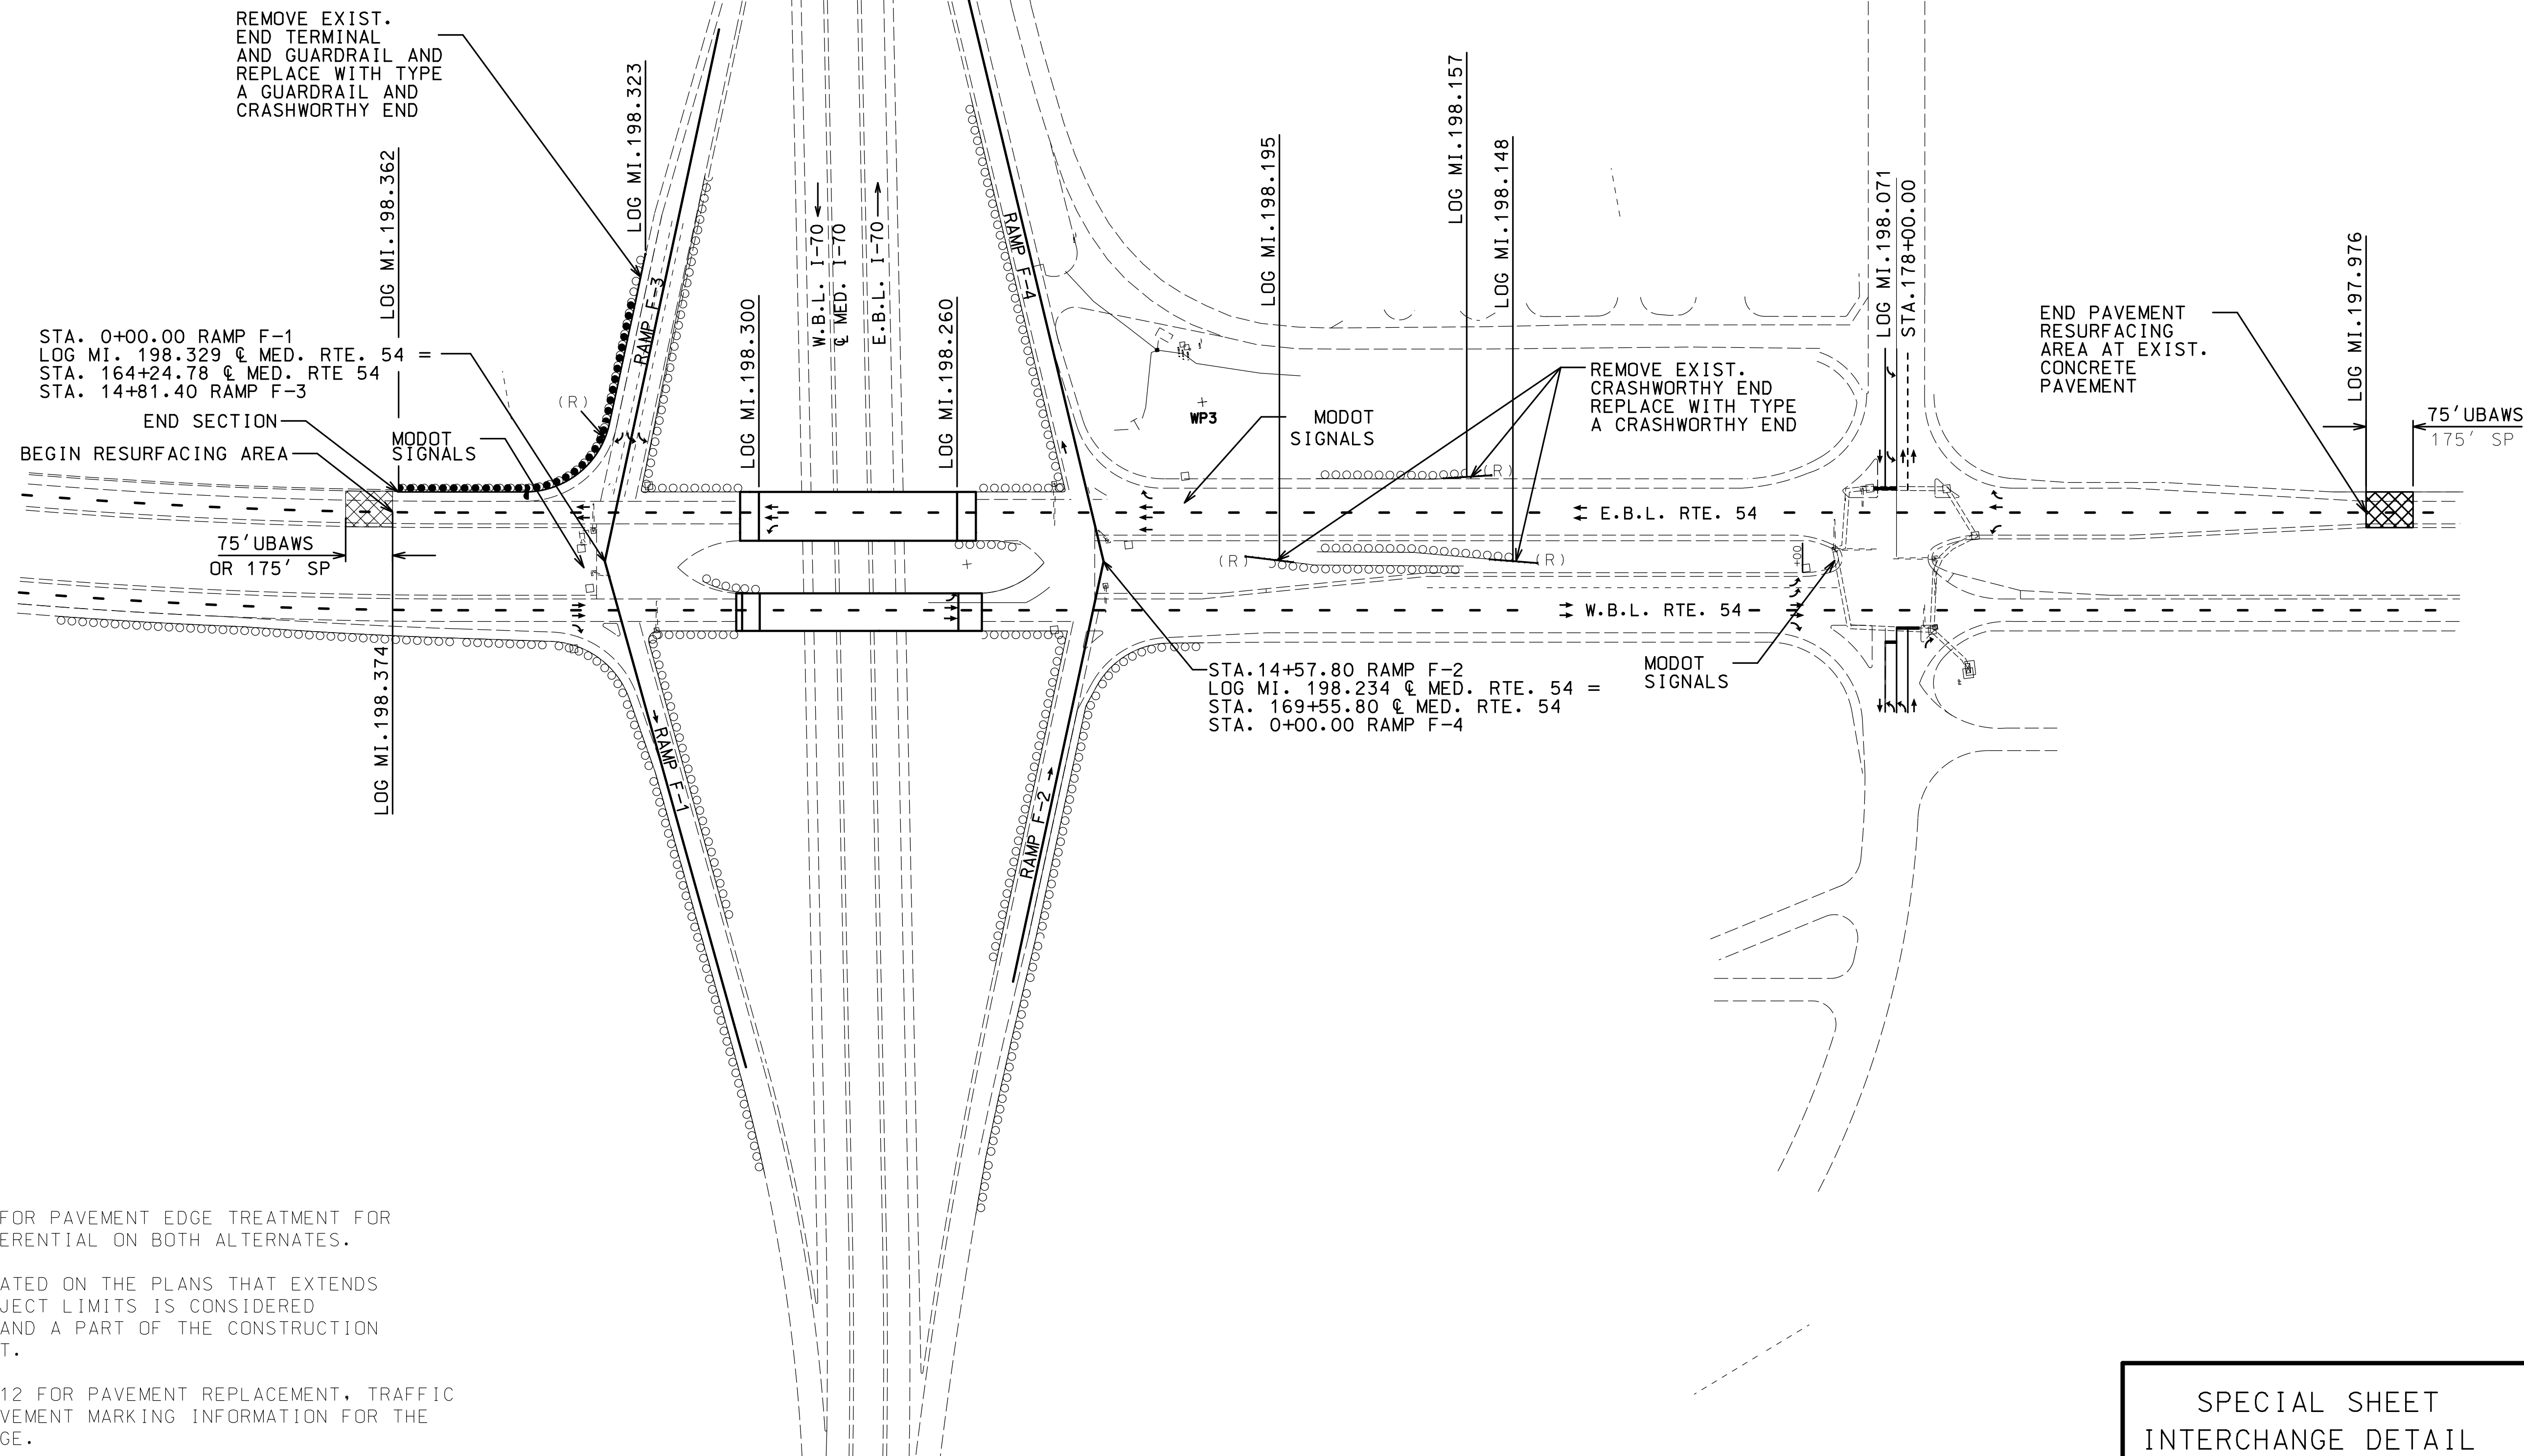 REMOVE EXIST.
END TERMINAL
AND GUARDRAIL AND
REPLACE WITH TYPE
A GUARDRAIL AND
CRASHWORTHY END
LOG MI.198.323
LOG MI.198.362
STA. 0+00.00 RAMP F-1
LOG MI. 198.329 ℄ MED. RTE. 54 =
STA. 164+24.78 ℄ MED. RTE 54
STA. 14+81.40 RAMP F-3
END SECTION
BEGIN RESURFACING AREA
MODOT
SIGNALS
(R)
RAMP F-3
75'UBAWS
OR 175' SP
LOG MI.198.374
LOG MI.198.300
W.B.L. I-70
℄ MED. I-70
E.B.L. I-70
LOG MI.198.260
RAMP F-4
RAMP F-1
RAMP F-2
WP3
MODOT
SIGNALS
LOG MI.198.195
LOG MI.198.157
LOG MI.198.148
REMOVE EXIST.
CRASHWORTHY END
REPLACE WITH TYPE
A CRASHWORTHY END
(R)
(R)
(R)
E.B.L. RTE. 54
W.B.L. RTE. 54
+00
STA.14+57.80 RAMP F-2
LOG MI. 198.234 ℄ MED. RTE. 54 =
STA. 169+55.80 ℄ MED. RTE. 54
STA. 0+00.00 RAMP F-4
MODOT
SIGNALS
LOG MI.198.071
STA.178+00.00
END PAVEMENT
RESURFACING
AREA AT EXIST.
CONCRETE
PAVEMENT
LOG MI.197.976
75'UBAWS
175' SP
FOR PAVEMENT EDGE TREATMENT FOR
ERENTIAL ON BOTH ALTERNATES.
ATED ON THE PLANS THAT EXTENDS
JECT LIMITS IS CONSIDERED
AND A PART OF THE CONSTRUCTION
T.
12 FOR PAVEMENT REPLACEMENT, TRAFFIC
VEMENT MARKING INFORMATION FOR THE
GE.
SPECIAL SHEET
INTERCHANGE DETAIL